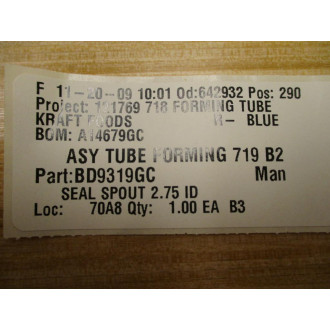 F 11-20-09 10:01 Od:642932 Pos: 290
Project: 718 FORMING TUBE
KRAFT FOODS - BLUE
BOM: A14679GC
ASY TUBE FORMING 719 B2
Part:BD9319GC Man
SEAL SPOUT 2.75 ID
Loc: 70A8 Qty: 1.00 EA B3